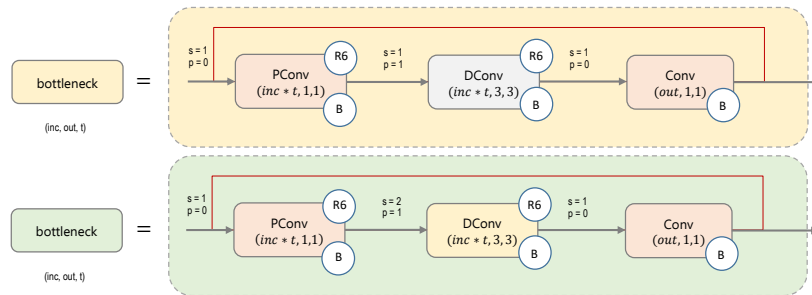 s = 1
p = 0
s = 1
p = 1
s = 1
p = 0
R6
R6
PConv
(inc * t, 1,1)
DConv
(inc * t, 3, 3)
Conv
(out, 1,1)
B
B
B
bottleneck
=
(inc, out, t)
s = 1
p = 0
s = 2
p = 1
s = 1
p = 0
R6
R6
PConv
(inc * t, 1,1)
DConv
(inc * t, 3,3)
Conv
(out, 1,1)
B
B
B
bottleneck
=
(inc, out, t)